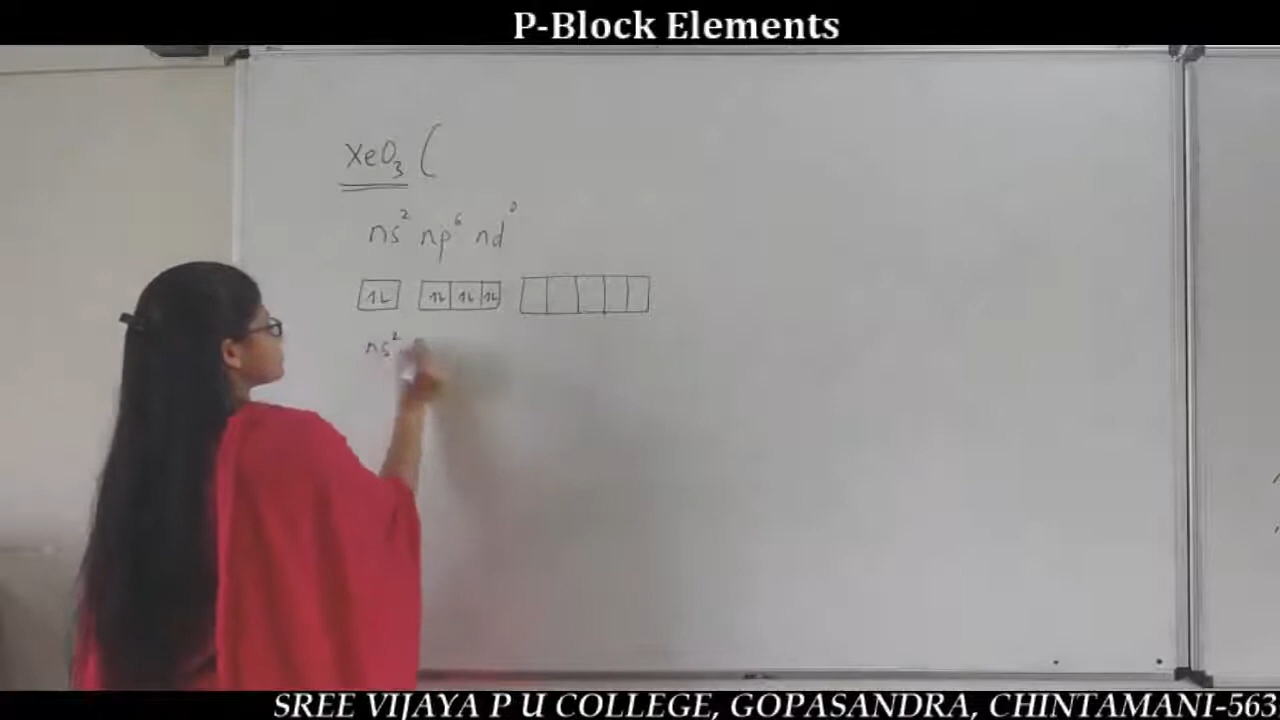 P-Block Elements
XeO₃ (
ns² np⁶ nd⁰
1L 1L 1L 1L
ns²
SREE VIJAYA P U COLLEGE, GOPASANDRA, CHINTAMANI-563